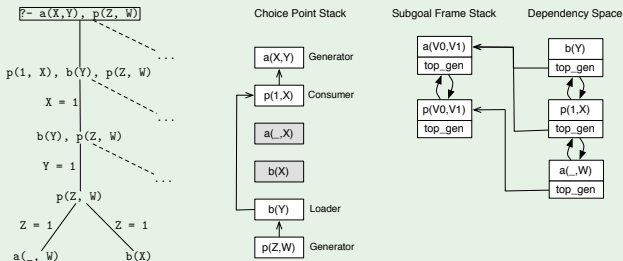 ?- a(X,Y), p(Z, W)
...
p(1, X), b(Y), p(Z, W)
X = 1
...
b(Y), p(Z, W)
Y = 1
...
p(Z, W)
Z = 1
Z = 1
a(_, W)
b(X)
Choice Point Stack
a(X,Y) Generator
p(1,X) Consumer
a(_,X)
b(X)
b(Y) Loader
p(Z,W) Generator
Subgoal Frame Stack
a(V0,V1)
top_gen
p(V0,V1)
top_gen
Dependency Space
b(Y)
top_gen
p(1,X)
top_gen
a(_,W)
top_gen